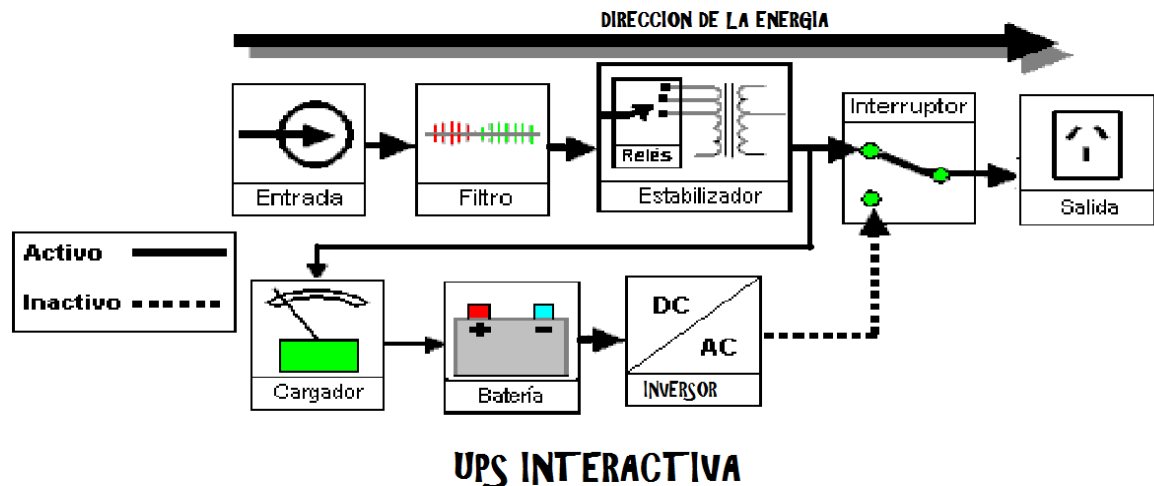 DIRECCION DE LA ENERGIA
Entrada
Filtro
Relés
Estabilizador
Interruptor
Salida
Activo
Inactivo
Cargador
+ -
Batería
DC
AC
INVERSOR
UPS INTERACTIVA